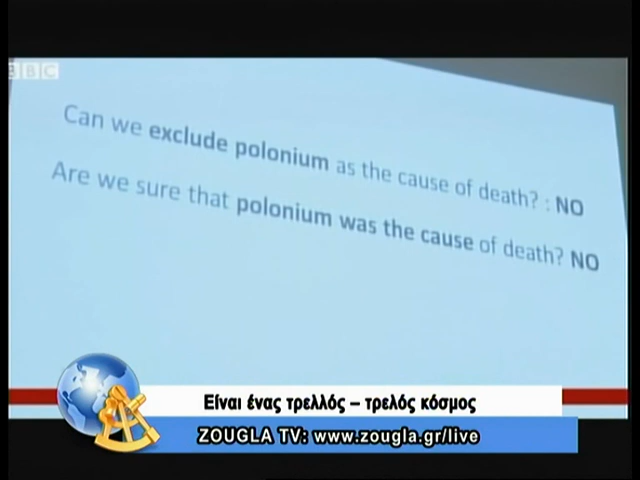 BBC
Can we exclude polonium as the cause of death? : NO
Are we sure that polonium was the cause of death? NO
Είναι ένας τρελλός – τρελός κόσμος
ZOUGLA TV: www.zougla.gr/live